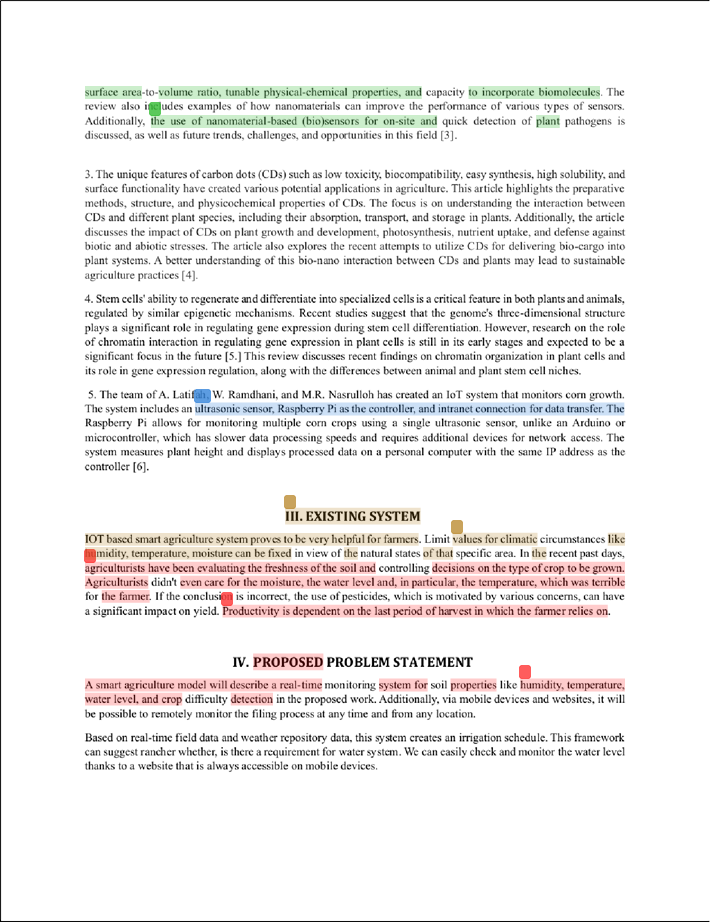 surface area-to-volume ratio, tunable physical-chemical properties, and capacity to incorporate biomolecules. The
review also includes examples of how nanomaterials can improve the performance of various types of sensors.
Additionally, the use of nanomaterial-based (bio)sensors for on-site and quick detection of plant pathogens is
discussed, as well as future trends, challenges, and opportunities in this field [3].
3. The unique features of carbon dots (CDs) such as low toxicity, biocompatibility, easy synthesis, high solubility, and
surface functionality have created various potential applications in agriculture. This article highlights the preparative
methods, structure, and physicochemical properties of CDs. The focus is on understanding the interaction between
CDs and different plant species, including their absorption, transport, and storage in plants. Additionally, the article
discusses the impact of CDs on plant growth and development, photosynthesis, nutrient uptake, and defense against
biotic and abiotic stresses. The article also explores the recent attempts to utilize CDs for delivering bio-cargo into
plant systems. A better understanding of this bio-nano interaction between CDs and plants may lead to sustainable
agriculture practices [4].
4. Stem cells' ability to regenerate and differentiate into specialized cells is a critical feature in both plants and animals,
regulated by similar epigenetic mechanisms. Recent studies suggest that the genome's three-dimensional structure
plays a significant role in regulating gene expression during stem cell differentiation. However, research on the role
of chromatin interaction in regulating gene expression in plant cells is still in its early stages and expected to be a
significant focus in the future [5.] This review discusses recent findings on chromatin organization in plant cells and
its role in gene expression regulation, along with the differences between animal and plant stem cell niches.
5. The team of A. Latifah, W. Ramdhani, and M.R. Nasrulloh has created an IoT system that monitors corn growth.
The system includes an ultrasonic sensor, Raspberry Pi as the controller, and intranet connection for data transfer. The
Raspberry Pi allows for monitoring multiple corn crops using a single ultrasonic sensor, unlike an Arduino or
microcontroller, which has slower data processing speeds and requires additional devices for network access. The
system measures plant height and displays processed data on a personal computer with the same IP address as the
controller [6].
III. EXISTING SYSTEM
IOT based smart agriculture system proves to be very helpful for farmers. Limit values for climatic circumstances like
humidity, temperature, moisture can be fixed in view of the natural states of that specific area. In the recent past days,
agriculturists have been evaluating the freshness of the soil and controlling decisions on the type of crop to be grown.
Agriculturists didn't even care for the moisture, the water level and, in particular, the temperature, which was terrible
for the farmer. If the conclusion is incorrect, the use of pesticides, which is motivated by various concerns, can have
a significant impact on yield. Productivity is dependent on the last period of harvest in which the farmer relies on.
IV. PROPOSED PROBLEM STATEMENT
A smart agriculture model will describe a real-time monitoring system for soil properties like humidity, temperature,
water level, and crop difficulty detection in the proposed work. Additionally, via mobile devices and websites, it will
be possible to remotely monitor the filing process at any time and from any location.
Based on real-time field data and weather repository data, this system creates an irrigation schedule. This framework
can suggest rancher whether, is there a requirement for water system. We can easily check and monitor the water level
thanks to a website that is always accessible on mobile devices.